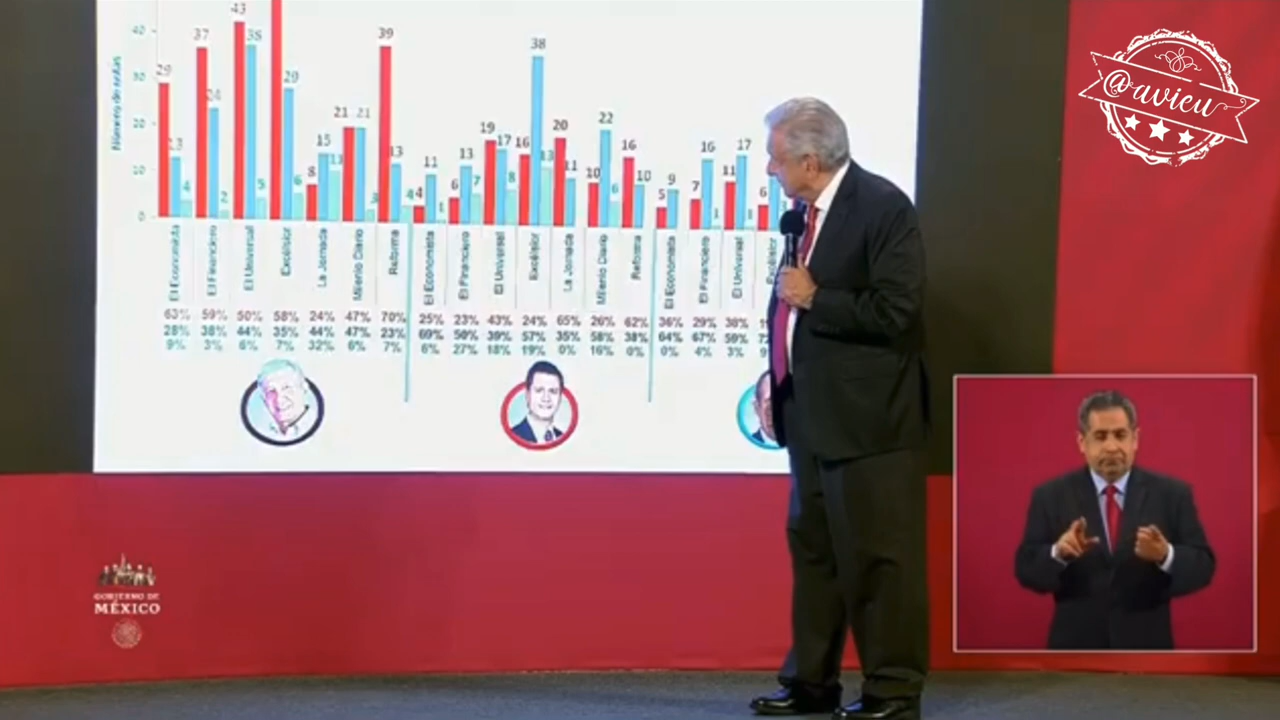 @avieu
Número de notas
40
30
20
10
0
29 13 4
37 24 2
43 38 5
29 6
8 15 13
21 21
39 13 4
4 11 1
6 13 7
19 17 8
16 38 13
20 11
10 22 6
16 10
5 9
7 16 1
11 17 1
6
El Economista
El Financiero
El Universal
Excélsior
La Jornada
Milenio Diario
Reforma
El Economista
El Financiero
El Universal
Excélsior
La Jornada
Milenio Diario
Reforma
El Economista
El Financiero
El Universal
Excélsior
63% 59% 50% 58% 24% 47% 70% 25% 23% 43% 24% 65% 26% 62% 36% 29% 38%
28% 38% 44% 35% 44% 47% 23% 69% 50% 39% 57% 35% 58% 38% 64% 67% 59%
9% 3% 6% 7% 32% 6% 7% 6% 27% 18% 19% 0% 16% 0% 0% 4% 3%
GOBIERNO DE
MÉXICO